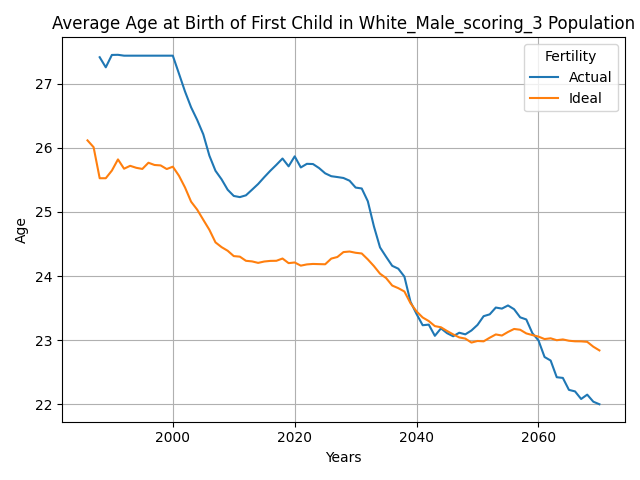 Average Age at Birth of First Child in White_Male_scoring_3 Population
Fertility
Actual
Ideal
27
26
25
24
23
22
Age
2000
2020
2040
2060
Years